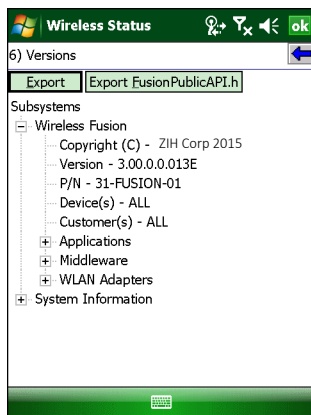 Wireless Status
ok
6) Versions
Export
Export FusionPublicAPI.h
Subsystems
Wireless Fusion
Copyright (C) - ZIH Corp 2015
Version - 3.00.0.0.013E
P/N - 31-FUSION-01
Device(s) - ALL
Customer(s) - ALL
Applications
Middleware
WLAN Adapters
System Information